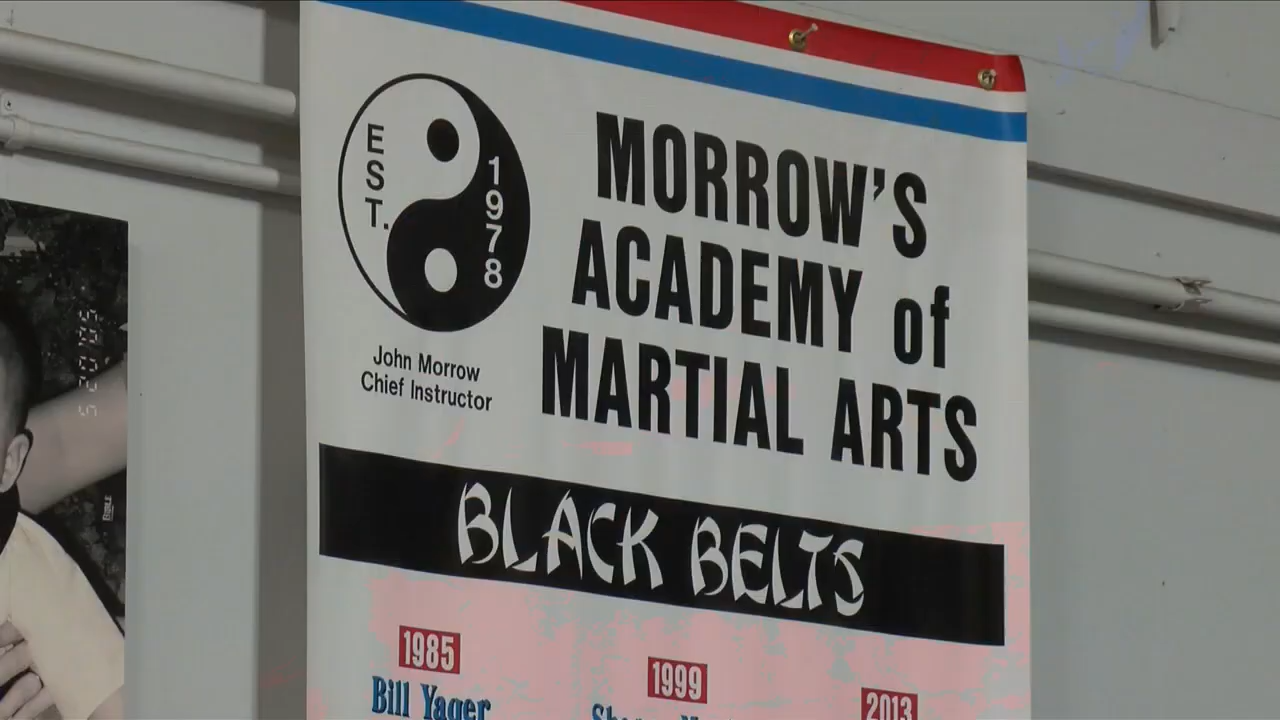 EST.
1978
MORROW'S
ACADEMY of
MARTIAL ARTS
John Morrow
Chief Instructor
BLACK BELTS
1985
Bill Yager
1999
2013